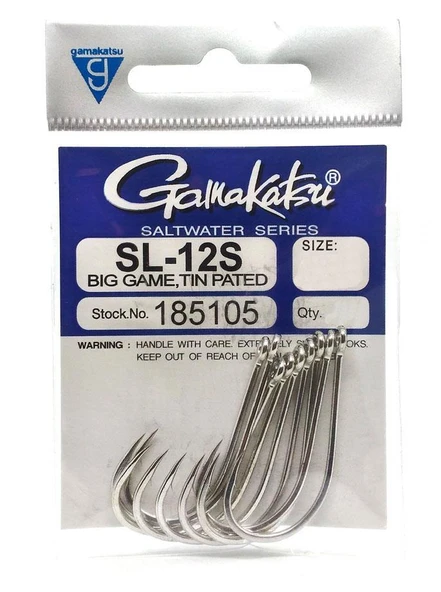 gamakatsu
Gamakatsu®
SALTWATER SERIES
SL-12S
BIG GAME,TIN PATED
SIZE:
Stock.No. 185105
Qty.
WARNING : HANDLE WITH CARE. HOOKS.
KEEP OUT OF REACH OF